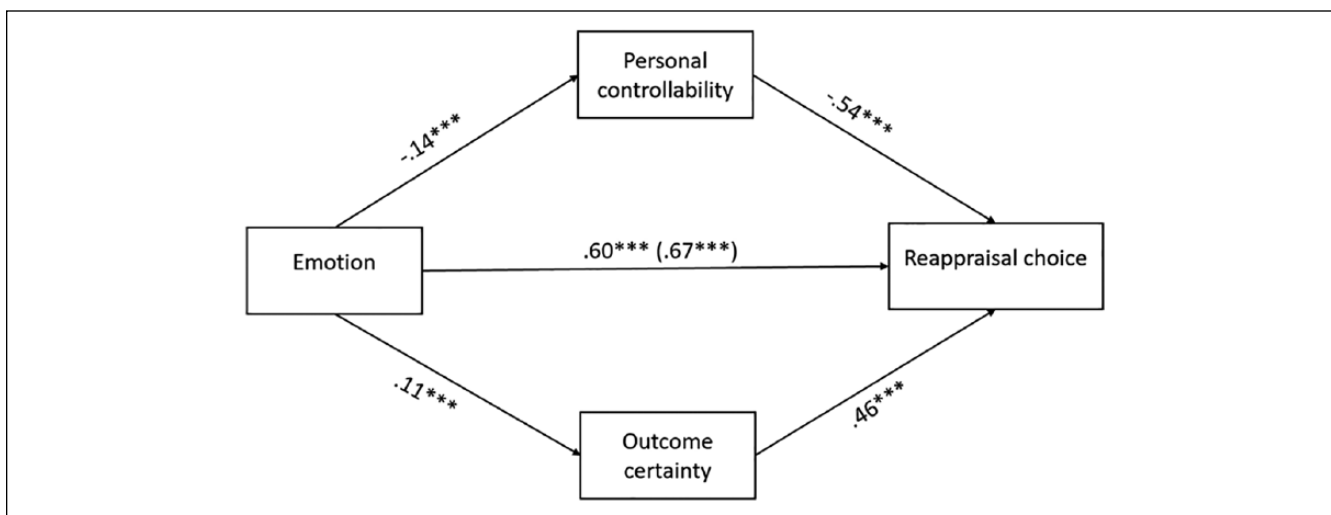 Personal
controllability
-.14***
-.54***
Emotion
.60*** (.67***)
Reappraisal choice
.11***
.46***
Outcome
certainty